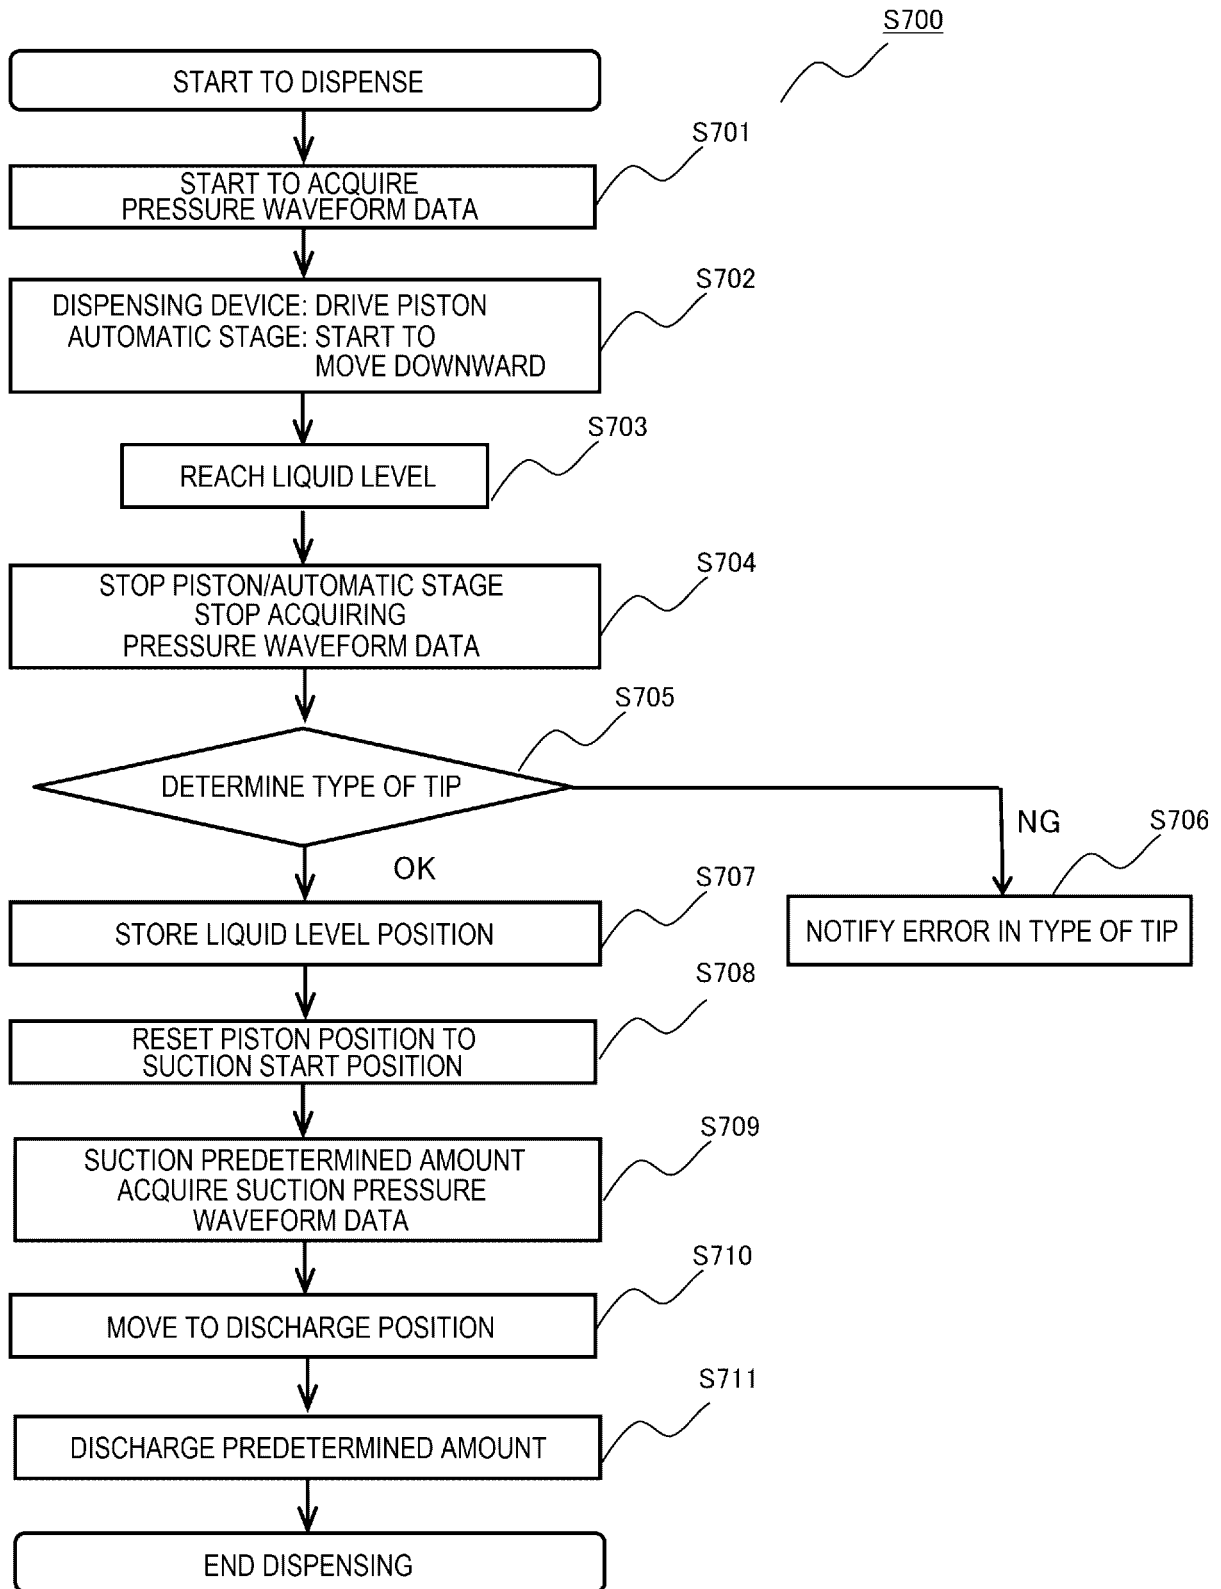 S700
START TO DISPENSE
S701
START TO ACQUIRE
PRESSURE WAVEFORM DATA
S702
DISPENSING DEVICE: DRIVE PISTON
AUTOMATIC STAGE: START TO
MOVE DOWNWARD
S703
REACH LIQUID LEVEL
S704
STOP PISTON/AUTOMATIC STAGE
STOP ACQUIRING
PRESSURE WAVEFORM DATA
S705
DETERMINE TYPE OF TIP
NG
S706
NOTIFY ERROR IN TYPE OF TIP
OK
S707
STORE LIQUID LEVEL POSITION
S708
RESET PISTON POSITION TO
SUCTION START POSITION
S709
SUCTION PREDETERMINED AMOUNT
ACQUIRE SUCTION PRESSURE
WAVEFORM DATA
S710
MOVE TO DISCHARGE POSITION
S711
DISCHARGE PREDETERMINED AMOUNT
END DISPENSING